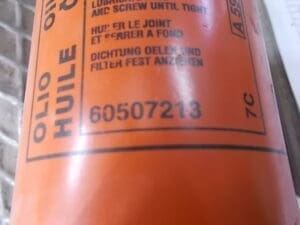 AND SCREW UNTIL TIGHT
HUILER LE JOINT
ET SERRER A FOND
DICHTUNG OELEN UND
FILTER FEST ANZIEHEN
60507213
7C
OLIO
HUILE